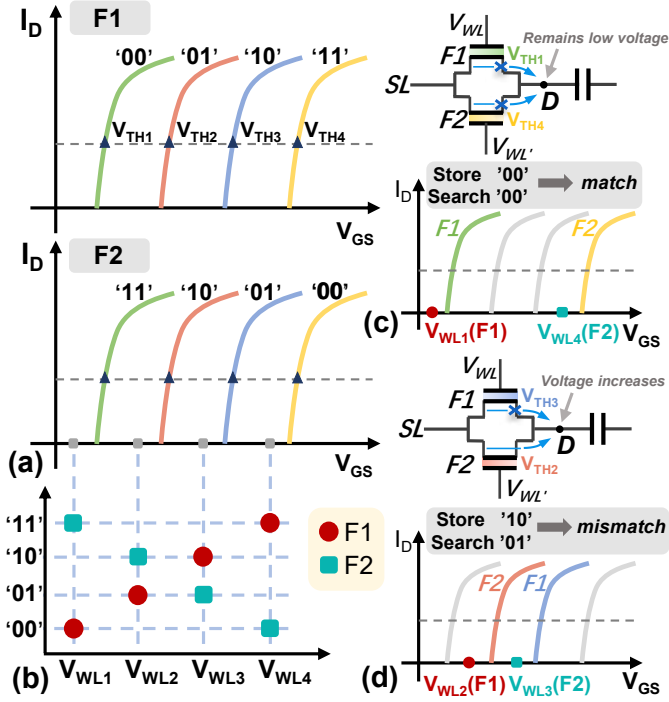 I_D
F1
'00' '01' '10' '11'
V_TH1 V_TH2 V_TH3 V_TH4
V_GS
I_D
F2
'11' '10' '01' '00'
V_GS
(a)
'11'
'10'
'01'
'00'
F1
F2
V_WL1 V_WL2 V_WL3 V_WL4
(b)
V_WL
Remains low voltage
F1
V_TH1
SL
D
F2
V_TH4
V_WL'
Store '00'
Search '00'
match
I_D
F1
F2
(c)
V_WL1(F1)
V_WL4(F2)
V_GS
V_WL
Voltage increases
F1
V_TH3
SL
D
F2
V_TH2
V_WL'
Store '10'
Search '01'
mismatch
I_D
F2
F1
(d)
V_WL2(F1)
V_WL3(F2)
V_GS